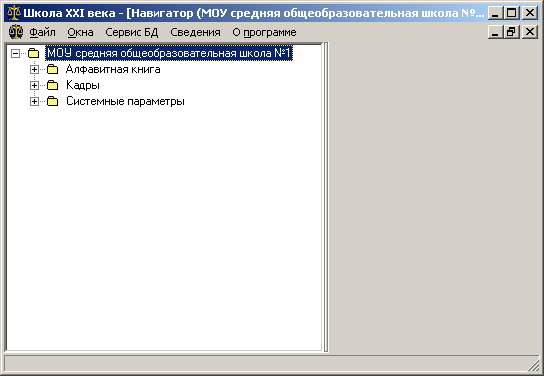 Школа XXI века - [Навигатор (МОУ средняя общеобразовательная школа №...
Файл Окна Сервис БД Сведения О программе
МОУ средняя общеобразовательная школа №1
Алфавитная книга
Кадры
Системные параметры